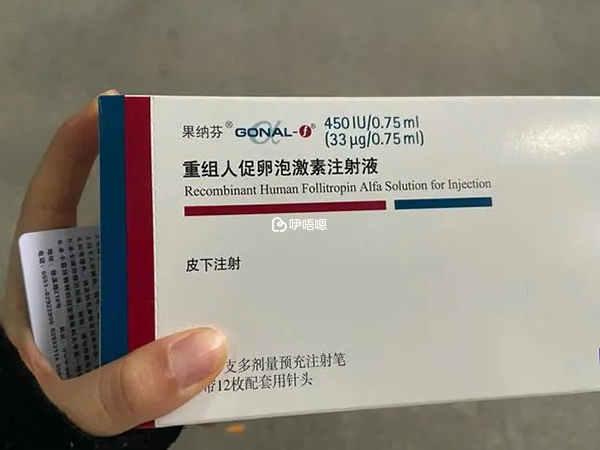 果纳芬® GONAL-f® 450 IU/0.75 ml
(33 μg/0.75 ml)
重组人促卵泡激素注射液
Recombinant Human Follitropin Alfa Solution for Injection
咿唔嗯
皮下注射
支多剂量预充注射笔
带12枚配套用针头